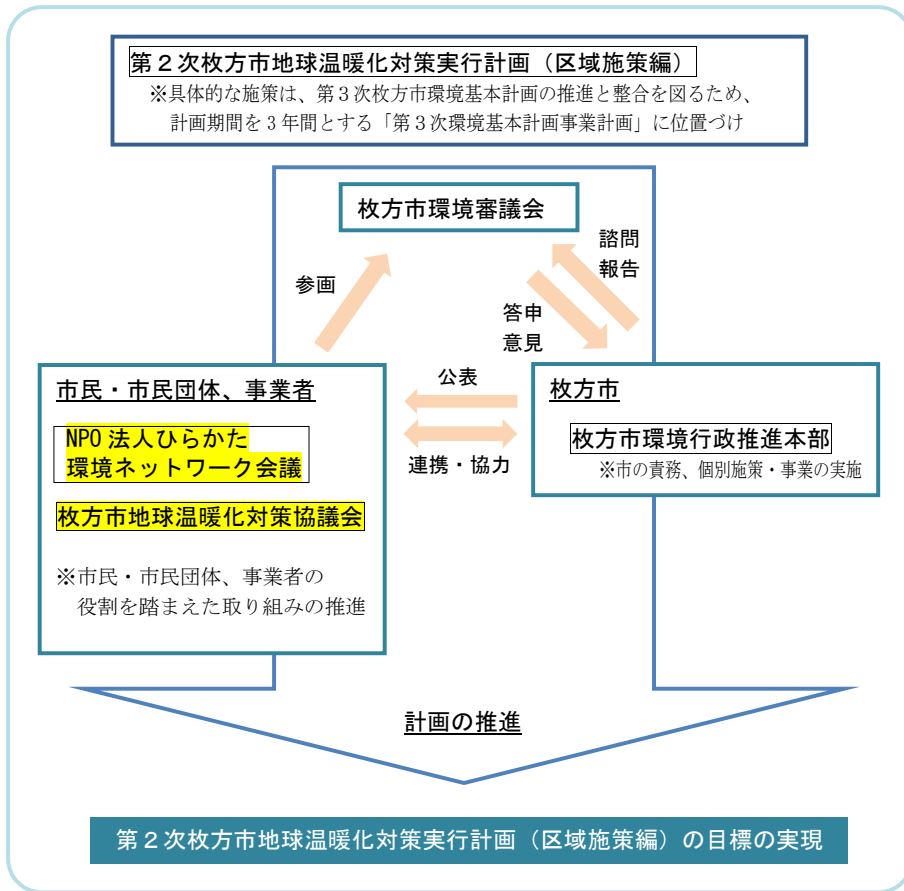 第２次枚方市地球温暖化対策実行計画（区域施策編）
※具体的な施策は、第３次枚方市環境基本計画の推進と整合を図るため、
計画期間を３年間とする「第３次環境基本計画事業計画」に位置づけ
枚方市環境審議会
諮問
報告
参画
答申
意見
市民・市民団体、事業者
NPO 法人ひらかた
環境ネットワーク会議
枚方市地球温暖化対策協議会
※市民・市民団体、事業者の
役割を踏まえた取り組みの推進
公表
連携・協力
枚方市
枚方市環境行政推進本部
※市の責務、個別施策・事業の実施
計画の推進
第２次枚方市地球温暖化対策実行計画（区域施策編）の目標の実現